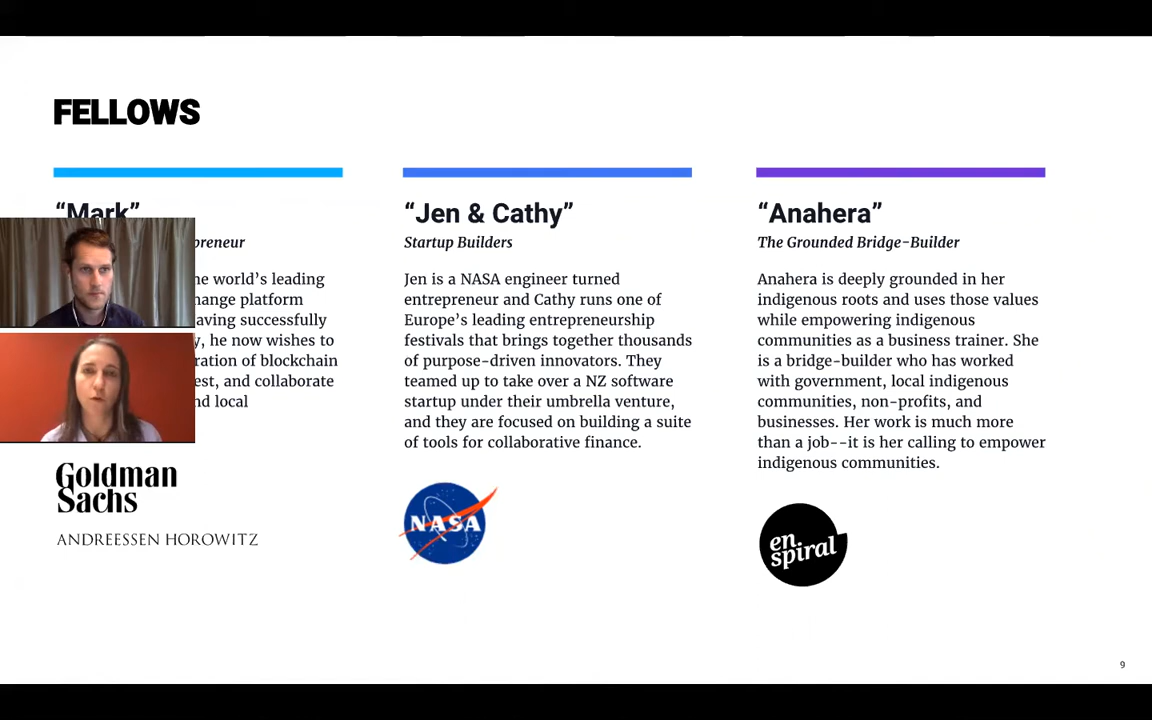 FELLOWS
“Mark”
preneur
he world’s leading
hange platform
aving successfully
y, he now wishes to
ration of blockchain
est, and collaborate
nd local
Goldman
Sachs
ANDREESSEN HOROWITZ
“Jen & Cathy”
Startup Builders
Jen is a NASA engineer turned
entrepreneur and Cathy runs one of
Europe’s leading entrepreneurship
festivals that brings together thousands
of purpose-driven innovators. They
teamed up to take over a NZ software
startup under their umbrella venture,
and they are focused on building a suite
of tools for collaborative finance.
NASA
“Anahera”
The Grounded Bridge-Builder
Anahera is deeply grounded in her
indigenous roots and uses those values
while empowering indigenous
communities as a business trainer. She
is a bridge-builder who has worked
with government, local indigenous
communities, non-profits, and
businesses. Her work is much more
than a job--it is her calling to empower
indigenous communities.
en
spiral
9